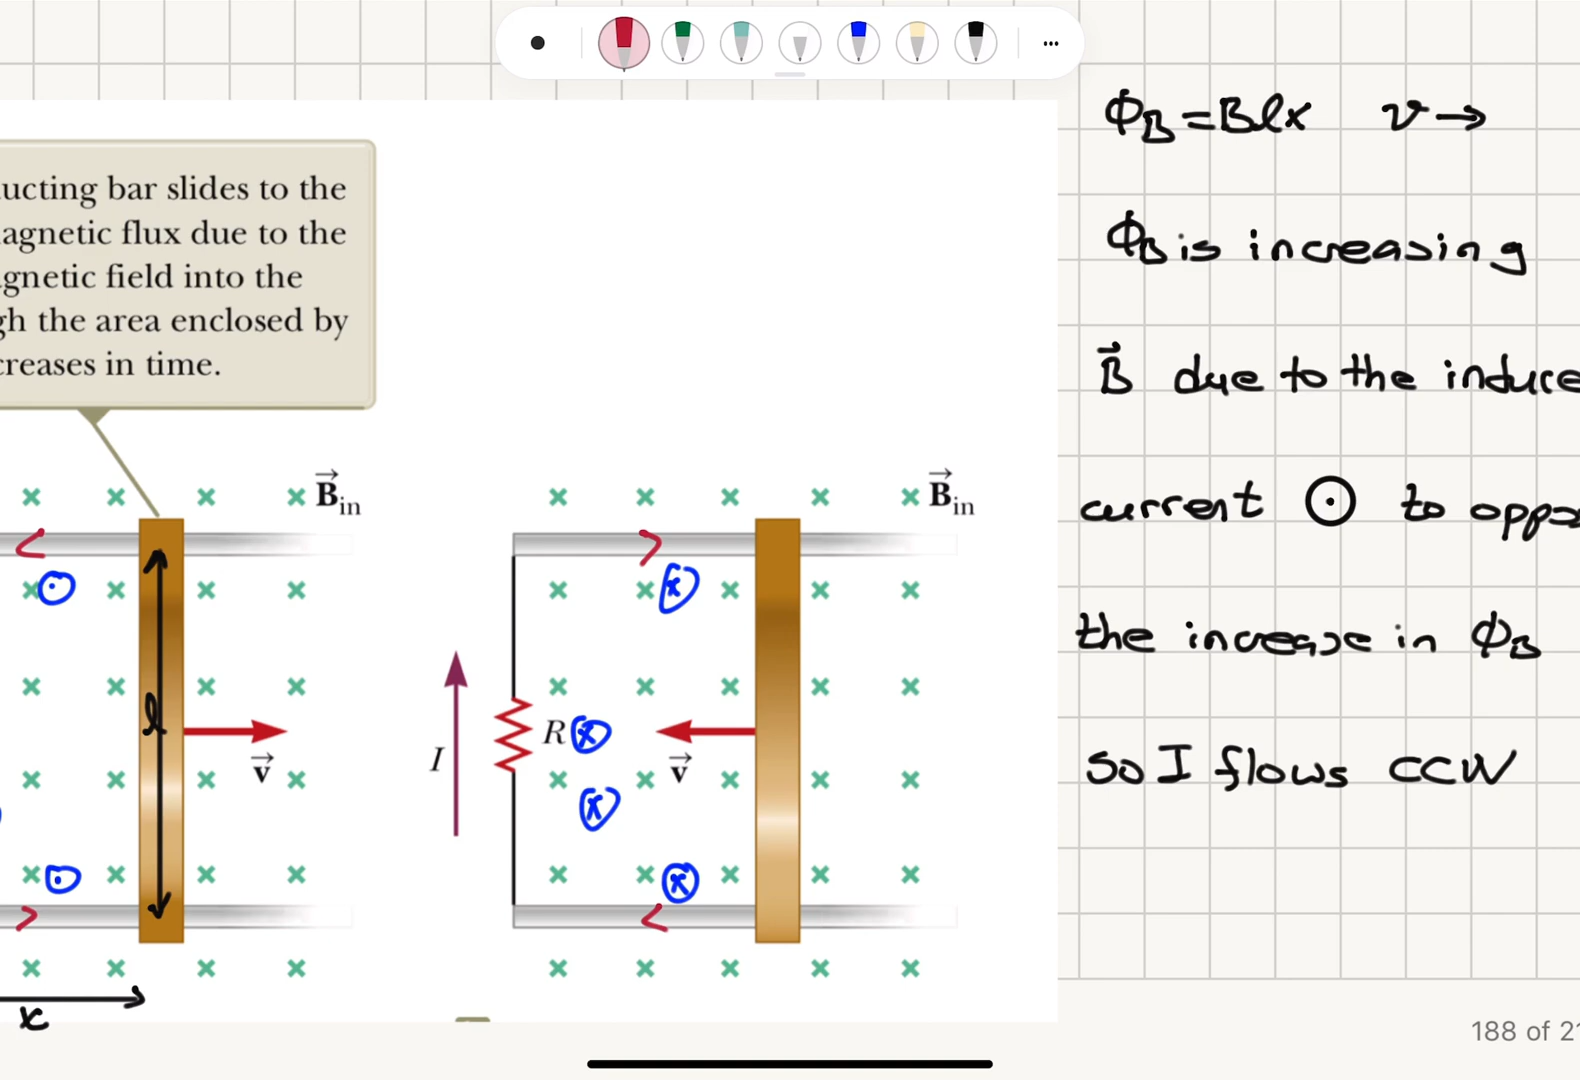 ucting bar slides to the
agnetic flux due to the
gnetic field into the
gh the area enclosed by
creases in time.
B⃗in
ℓ
v⃗
x
B⃗in
I
R
v⃗
ΦB = Bℓx v →
ΦB is increasing
B⃗ due to the induce
current ⊙ to oppo
the increase in ΦB
so I flows CCW
188 of 21